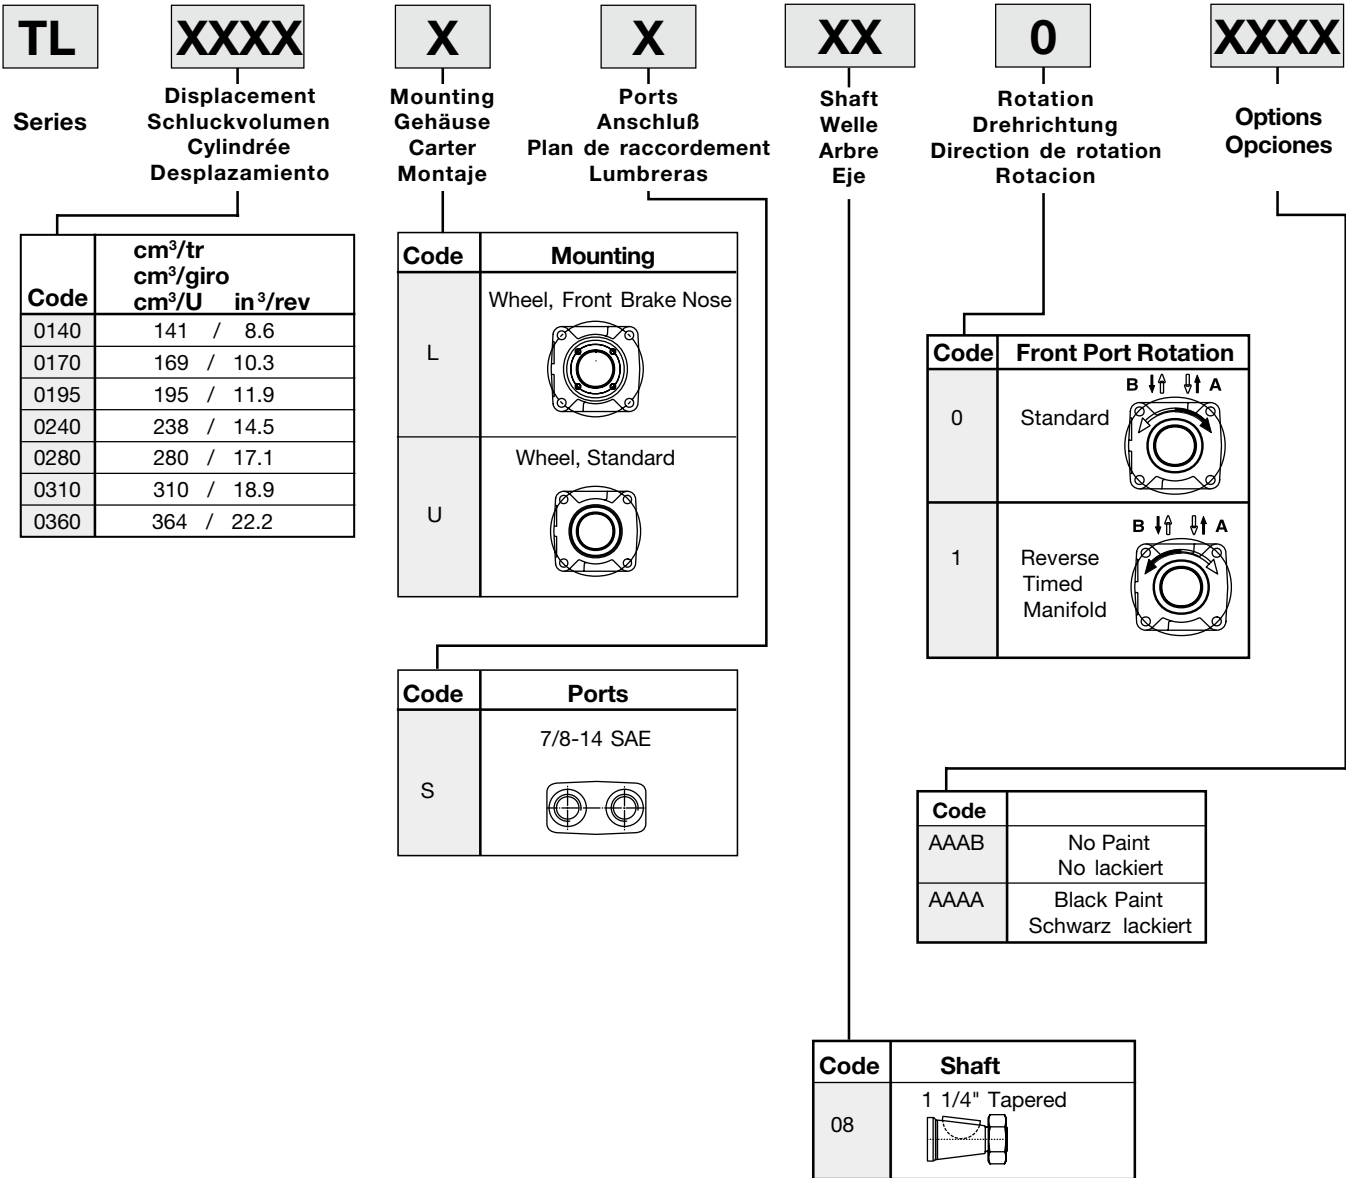 TL XXXX X X XX 0 XXXX
Series
Displacement
Schluckvolumen
Cylindrée
Desplazamiento
Mounting
Gehäuse
Carter
Montaje
Ports
Anschluß
Plan de raccordement
Lumbreras
Shaft
Welle
Arbre
Eje
Rotation
Drehrichtung
Direction de rotation
Rotacion
Options
Opciones
cm³/tr
cm³/giro
Code cm³/U in³/rev
0140 141 / 8.6
0170 169 / 10.3
0195 195 / 11.9
0240 238 / 14.5
0280 280 / 17.1
0310 310 / 18.9
0360 364 / 22.2
Code Mounting
Wheel, Front Brake Nose
L
Wheel, Standard
U
Code Ports
7/8-14 SAE
S
Code Front Port Rotation
B A
0 Standard
B A
1 Reverse
Timed
Manifold
Code
AAAB No Paint
No lackiert
AAAA Black Paint
Schwarz lackiert
Code Shaft
1 1/4" Tapered
08